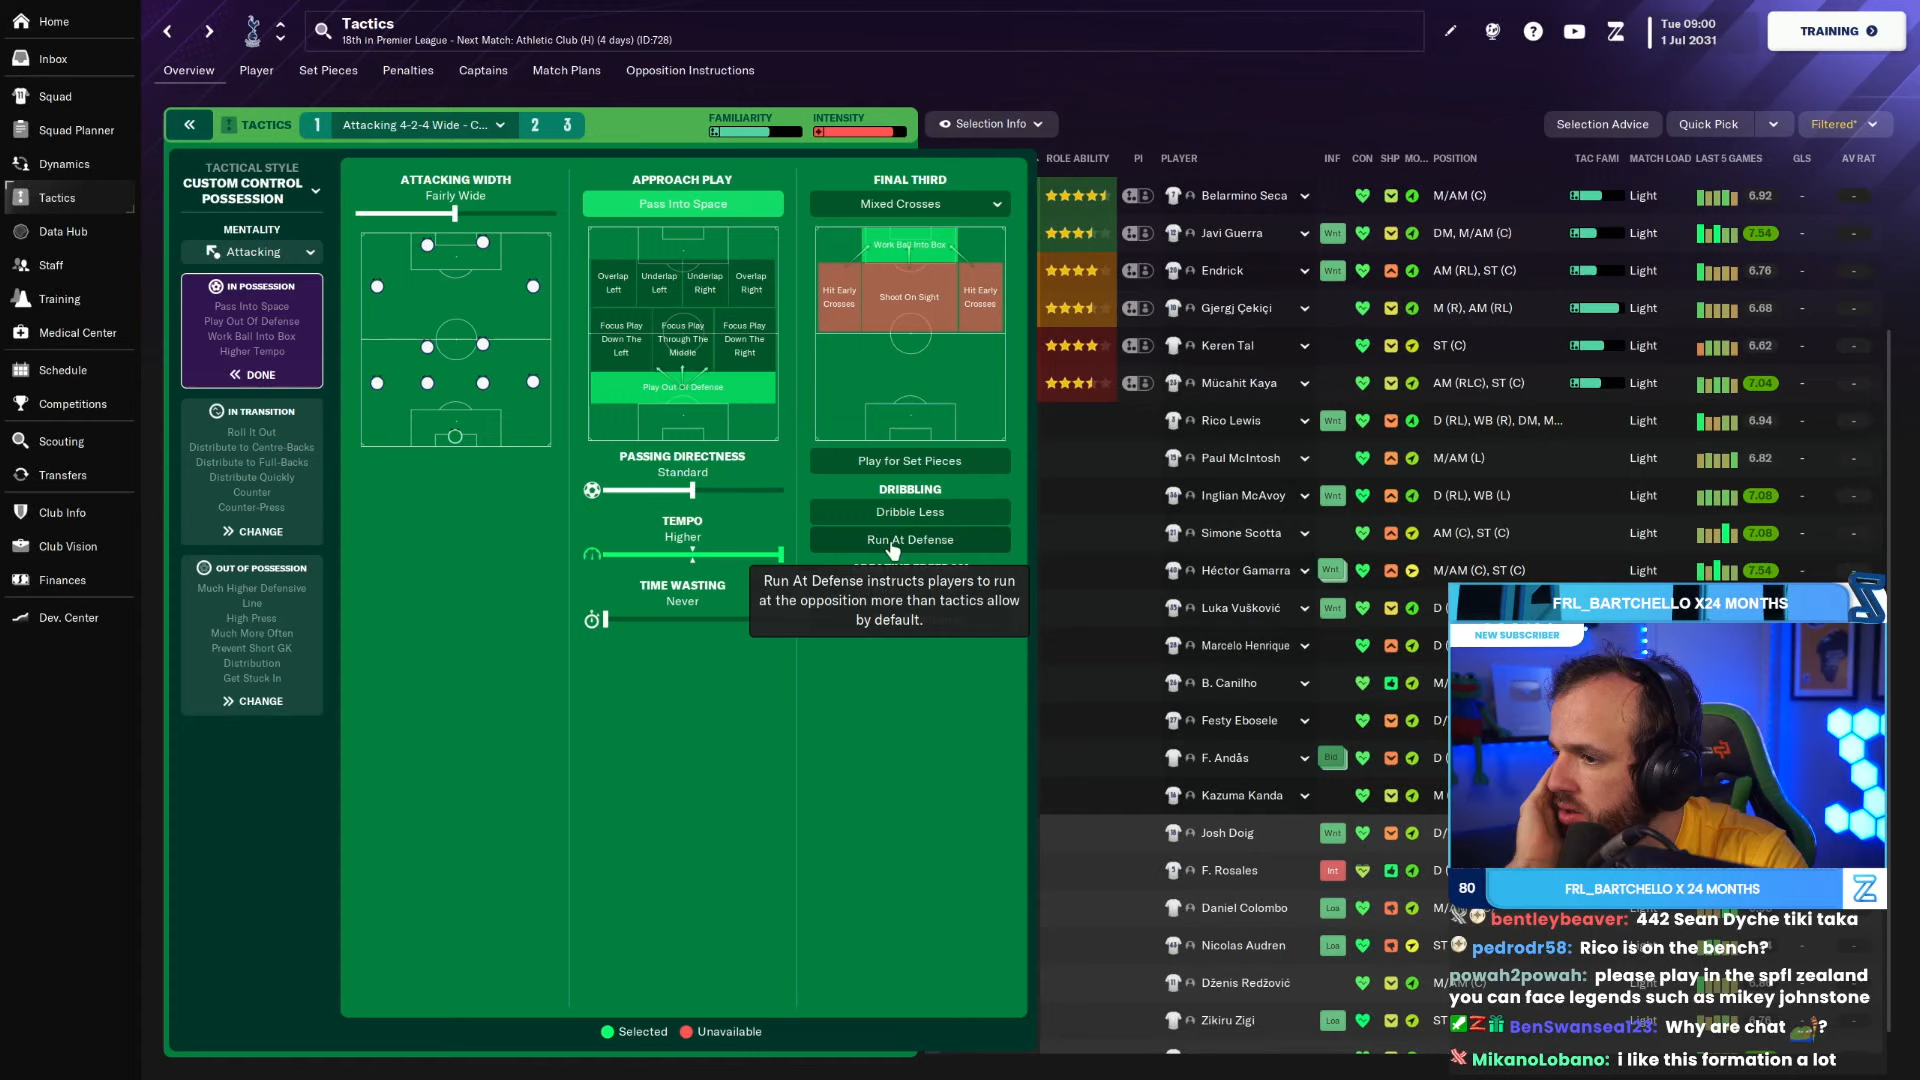 Home
Inbox
Squad
Squad Planner
Dynamics
Tactics
Data Hub
Staff
Training
Medical Center
Schedule
Competitions
Scouting
Transfers
Club Info
Club Vision
Finances
Dev. Center
Tactics
18th in Premier League - Next Match: Athletic Club (H) (4 days) (ID:728)
Tue 09:00
1 Jul 2031
TRAINING
Overview
Player
Set Pieces
Penalties
Captains
Match Plans
Opposition Instructions
TACTICS
1
Attacking 4-2-4 Wide - C...
2
3
FAMILIARITY
INTENSITY
Selection Info
Selection Advice
Quick Pick
Filtered*
TACTICAL STYLE
CUSTOM CONTROL
POSSESSION
MENTALITY
Attacking
IN POSSESSION
Pass Into Space
Play Out Of Defense
Work Ball Into Box
Higher Tempo
DONE
IN TRANSITION
Roll It Out
Distribute to Centre-Backs
Distribute to Full-Backs
Distribute Quickly
Counter
Counter-Press
CHANGE
OUT OF POSSESSION
Much Higher Defensive
Line
High Press
Much More Often
Prevent Short GK
Distribution
Get Stuck In
CHANGE
ATTACKING WIDTH
Fairly Wide
APPROACH PLAY
Pass Into Space
Overlap Left
Underlap Left
Underlap Right
Overlap Right
Focus Play Down The Left
Focus Play Through The Middle
Focus Play Down The Right
Play Out Of Defense
PASSING DIRECTNESS
Standard
TEMPO
Higher
TIME WASTING
Never
FINAL THIRD
Mixed Crosses
Work Ball Into Box
Hit Early Crosses
Shoot On Sight
Hit Early Crosses
Play for Set Pieces
DRIBBLING
Dribble Less
Run At Defense
Run At Defense instructs players to run
at the opposition more than tactics allow
by default.
Selected
Unavailable
ROLE ABILITY PI PLAYER INF CON SHP MO... POSITION TAC FAMI MATCH LOAD LAST 5 GAMES GLS AV RAT
Belarmino Seca M/AM (C) Light 6.92 - -
Javi Guerra Wnt DM, M/AM (C) Light 7.54 - -
Endrick Wnt AM (RL), ST (C) Light 6.76 - -
Gjergj Çekiçi M (R), AM (RL) Light 6.68 - -
Keren Tal ST (C) Light 6.62 - -
Mücahit Kaya AM (RLC), ST (C) Light 7.04 - -
Rico Lewis Wnt D (RL), WB (R), DM, M... Light 6.94 - -
Paul McIntosh M/AM (L) Light 6.82 - -
Inglian McAvoy Wnt D (RL), WB (L) Light 7.08 - -
Simone Scotta AM (C), ST (C) Light 7.08 - -
Héctor Gamarra Wnt M/AM (C), ST (C) Light 7.54 - -
Luka Vušković Wnt D (
Marcelo Henrique
B. Canilho M/
Festy Ebosele D/
F. Andås Bid D (
Kazuma Kanda M (
Josh Doig Wnt D/
F. Rosales Int D (
Daniel Colombo Loa M/A
Nicolas Audren Loa ST
Dženis Redžović M/AM (C)
Zikiru Zigi Loa ST
FRL_BARTCHELLO X24 MONTHS
NEW SUBSCRIBER
80
FRL_BARTCHELLO X 24 MONTHS
bentleybeaver: 442 Sean Dyche tiki taka
pedrodr58: Rico is on the bench?
powah2powah: please play in the spfl zealand
you can face legends such as mikey johnstone
BenSwansea123: Why are chat ?
MikanoLobano: i like this formation a lot